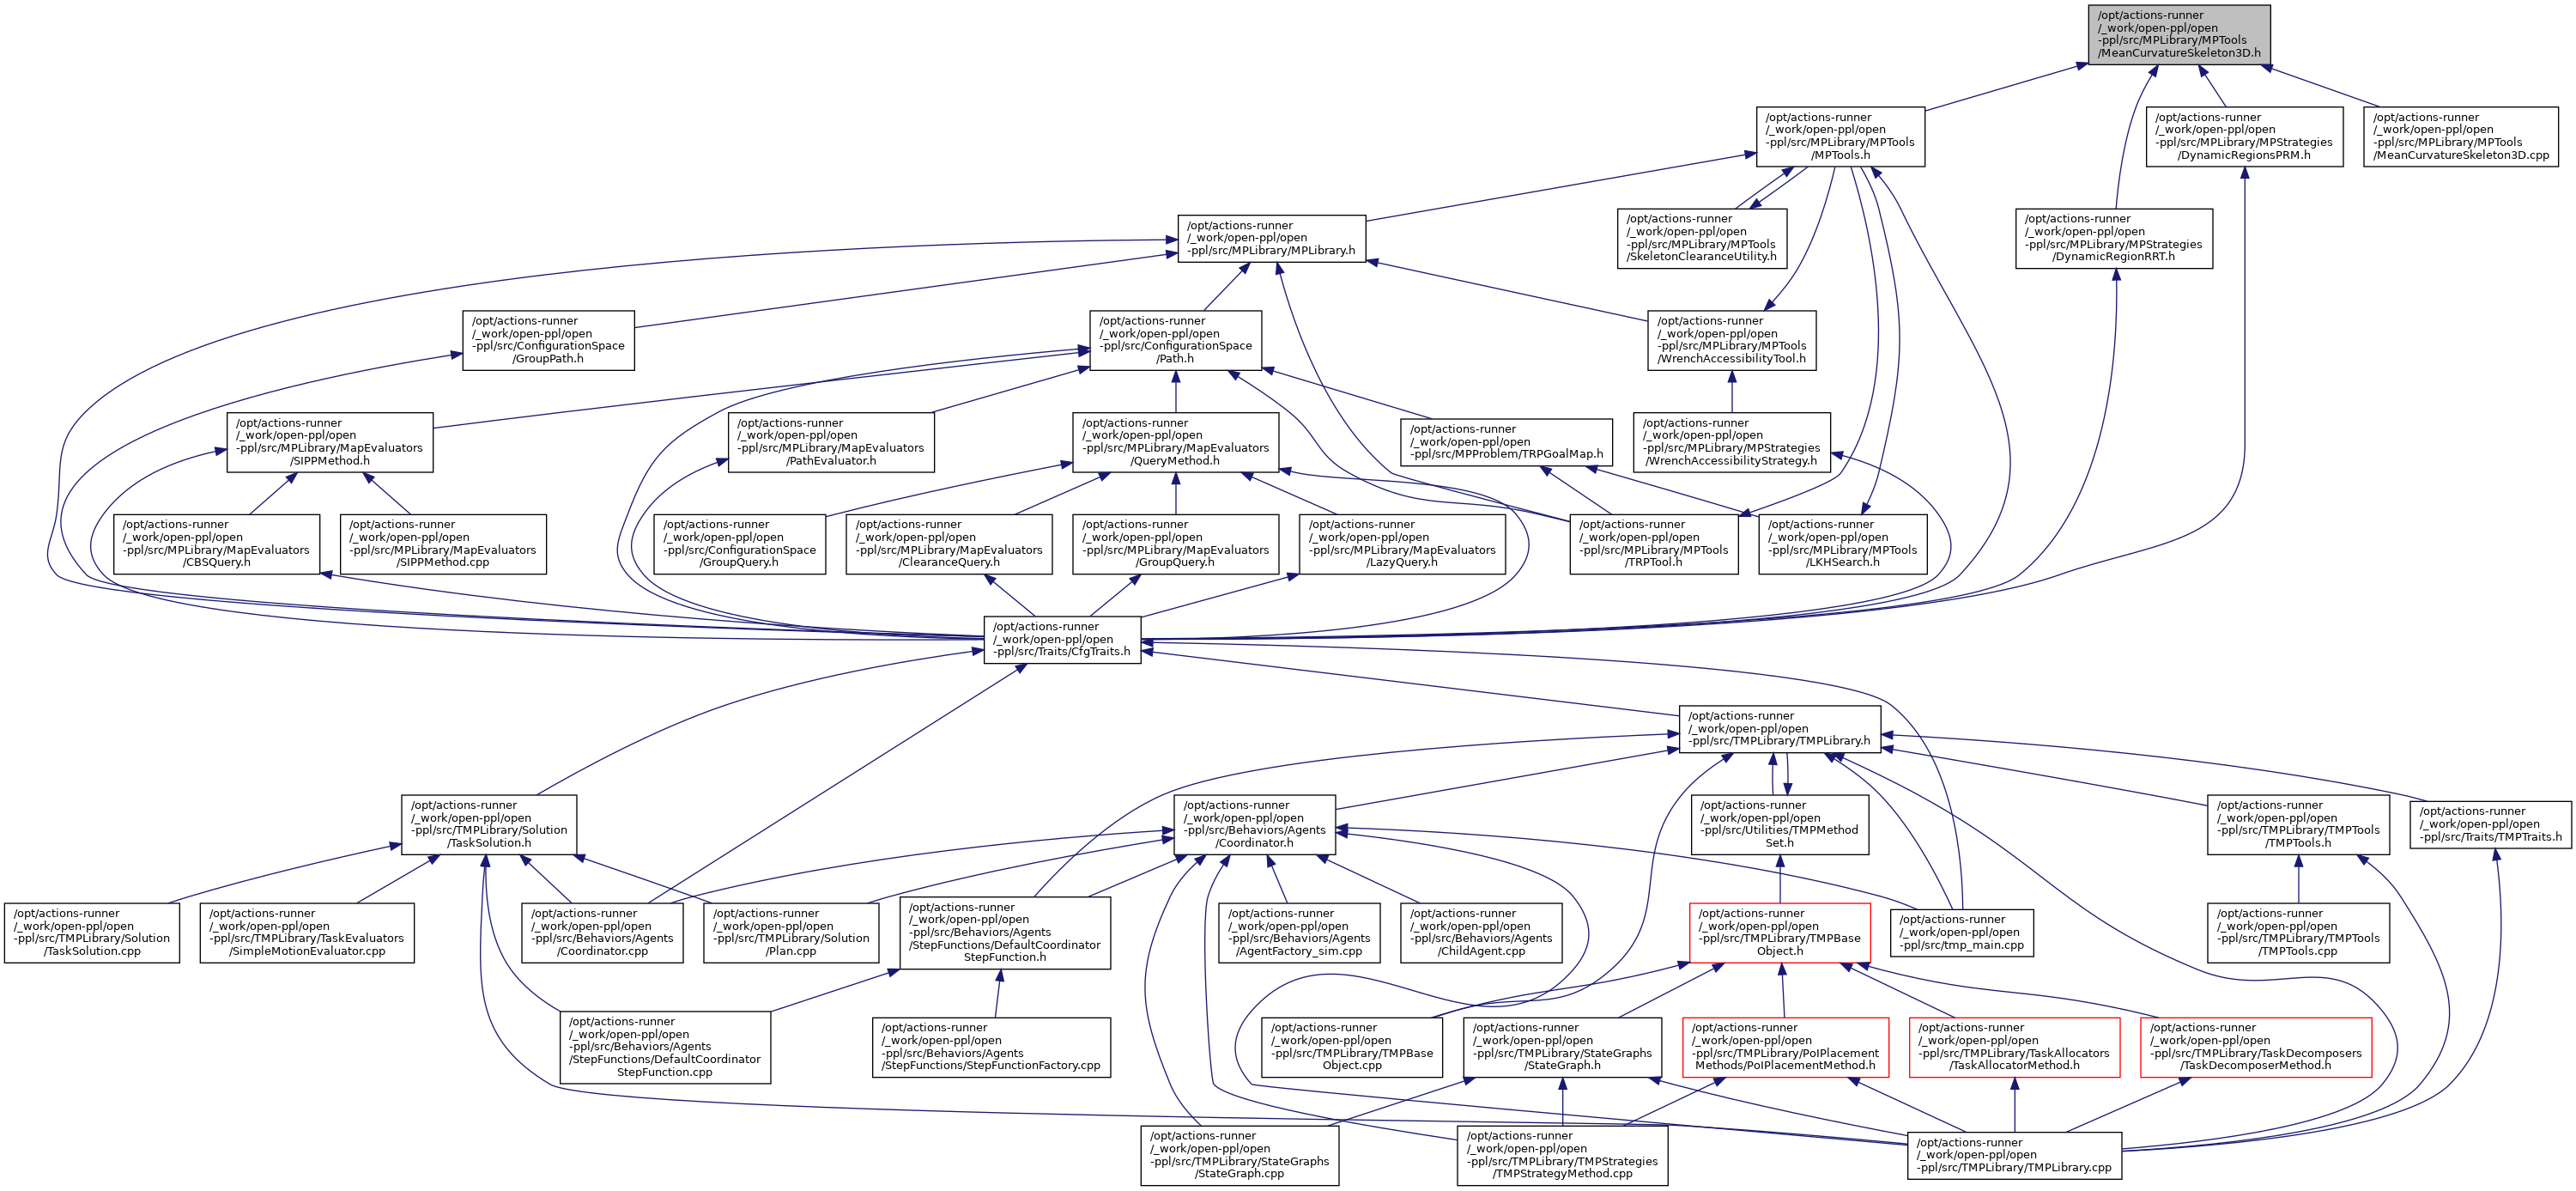 /opt/actions-runner
/_work/open-ppl/open
-ppl/src/MPLibrary/MPTools
/MeanCurvatureSkeleton3D.h
/opt/actions-runner
/_work/open-ppl/open
-ppl/src/MPLibrary/MPTools
/MPTools.h
/opt/actions-runner
/_work/open-ppl/open
-ppl/src/MPLibrary/MPStrategies
/DynamicRegionsPRM.h
/opt/actions-runner
/_work/open-ppl/open
-ppl/src/MPLibrary/MPTools
/MeanCurvatureSkeleton3D.cpp
/opt/actions-runner
/_work/open-ppl/open
-ppl/src/MPLibrary/MPLibrary.h
/opt/actions-runner
/_work/open-ppl/open
-ppl/src/MPLibrary/MPTools
/SkeletonClearanceUtility.h
/opt/actions-runner
/_work/open-ppl/open
-ppl/src/MPLibrary/MPStrategies
/DynamicRegionRRT.h
/opt/actions-runner
/_work/open-ppl/open
-ppl/src/ConfigurationSpace
/GroupPath.h
/opt/actions-runner
/_work/open-ppl/open
-ppl/src/ConfigurationSpace
/Path.h
/opt/actions-runner
/_work/open-ppl/open
-ppl/src/MPLibrary/MPTools
/WrenchAccessibilityTool.h
/opt/actions-runner
/_work/open-ppl/open
-ppl/src/MPLibrary/MapEvaluators
/SIPPMethod.h
/opt/actions-runner
/_work/open-ppl/open
-ppl/src/MPLibrary/MapEvaluators
/PathEvaluator.h
/opt/actions-runner
/_work/open-ppl/open
-ppl/src/MPLibrary/MapEvaluators
/QueryMethod.h
/opt/actions-runner
/_work/open-ppl/open
-ppl/src/MPProblem/TRPGoalMap.h
/opt/actions-runner
/_work/open-ppl/open
-ppl/src/MPLibrary/MPStrategies
/WrenchAccessibilityStrategy.h
/opt/actions-runner
/_work/open-ppl/open
-ppl/src/MPLibrary/MapEvaluators
/CBSQuery.h
/opt/actions-runner
/_work/open-ppl/open
-ppl/src/MPLibrary/MapEvaluators
/SIPPMethod.cpp
/opt/actions-runner
/_work/open-ppl/open
-ppl/src/ConfigurationSpace
/GroupQuery.h
/opt/actions-runner
/_work/open-ppl/open
-ppl/src/MPLibrary/MapEvaluators
/ClearanceQuery.h
/opt/actions-runner
/_work/open-ppl/open
-ppl/src/MPLibrary/MapEvaluators
/GroupQuery.h
/opt/actions-runner
/_work/open-ppl/open
-ppl/src/MPLibrary/MapEvaluators
/LazyQuery.h
/opt/actions-runner
/_work/open-ppl/open
-ppl/src/MPLibrary/MPTools
/TRPTool.h
/opt/actions-runner
/_work/open-ppl/open
-ppl/src/MPLibrary/MPTools
/LKHSearch.h
/opt/actions-runner
/_work/open-ppl/open
-ppl/src/Traits/CfgTraits.h
/opt/actions-runner
/_work/open-ppl/open
-ppl/src/TMPLibrary/TMPLibrary.h
/opt/actions-runner
/_work/open-ppl/open
-ppl/src/TMPLibrary/Solution
/TaskSolution.h
/opt/actions-runner
/_work/open-ppl/open
-ppl/src/Behaviors/Agents
/Coordinator.h
/opt/actions-runner
/_work/open-ppl/open
-ppl/src/Utilities/TMPMethod
Set.h
/opt/actions-runner
/_work/open-ppl/open
-ppl/src/TMPLibrary/TMPTools
/TMPTools.h
/opt/actions-runner
/_work/open-ppl/open
-ppl/src/Traits/TMPTraits.h
/opt/actions-runner
/_work/open-ppl/open
-ppl/src/TMPLibrary/Solution
/TaskSolution.cpp
/opt/actions-runner
/_work/open-ppl/open
-ppl/src/TMPLibrary/TaskEvaluators
/SimpleMotionEvaluator.cpp
/opt/actions-runner
/_work/open-ppl/open
-ppl/src/Behaviors/Agents
/Coordinator.cpp
/opt/actions-runner
/_work/open-ppl/open
-ppl/src/TMPLibrary/Solution
/Plan.cpp
/opt/actions-runner
/_work/open-ppl/open
-ppl/src/Behaviors/Agents
/StepFunctions/DefaultCoordinator
StepFunction.h
/opt/actions-runner
/_work/open-ppl/open
-ppl/src/Behaviors/Agents
/AgentFactory_sim.cpp
/opt/actions-runner
/_work/open-ppl/open
-ppl/src/Behaviors/Agents
/ChildAgent.cpp
/opt/actions-runner
/_work/open-ppl/open
-ppl/src/TMPLibrary/TMPBase
Object.h
/opt/actions-runner
/_work/open-ppl/open
-ppl/src/tmp_main.cpp
/opt/actions-runner
/_work/open-ppl/open
-ppl/src/TMPLibrary/TMPTools
/TMPTools.cpp
/opt/actions-runner
/_work/open-ppl/open
-ppl/src/Behaviors/Agents
/StepFunctions/DefaultCoordinator
StepFunction.cpp
/opt/actions-runner
/_work/open-ppl/open
-ppl/src/Behaviors/Agents
/StepFunctions/StepFunctionFactory.cpp
/opt/actions-runner
/_work/open-ppl/open
-ppl/src/TMPLibrary/TMPBase
Object.cpp
/opt/actions-runner
/_work/open-ppl/open
-ppl/src/TMPLibrary/StateGraphs
/StateGraph.h
/opt/actions-runner
/_work/open-ppl/open
-ppl/src/TMPLibrary/PoIPlacement
Methods/PoIPlacementMethod.h
/opt/actions-runner
/_work/open-ppl/open
-ppl/src/TMPLibrary/TaskAllocators
/TaskAllocatorMethod.h
/opt/actions-runner
/_work/open-ppl/open
-ppl/src/TMPLibrary/TaskDecomposers
/TaskDecomposerMethod.h
/opt/actions-runner
/_work/open-ppl/open
-ppl/src/TMPLibrary/StateGraphs
/StateGraph.cpp
/opt/actions-runner
/_work/open-ppl/open
-ppl/src/TMPLibrary/TMPStrategies
/TMPStrategyMethod.cpp
/opt/actions-runner
/_work/open-ppl/open
-ppl/src/TMPLibrary/TMPLibrary.cpp